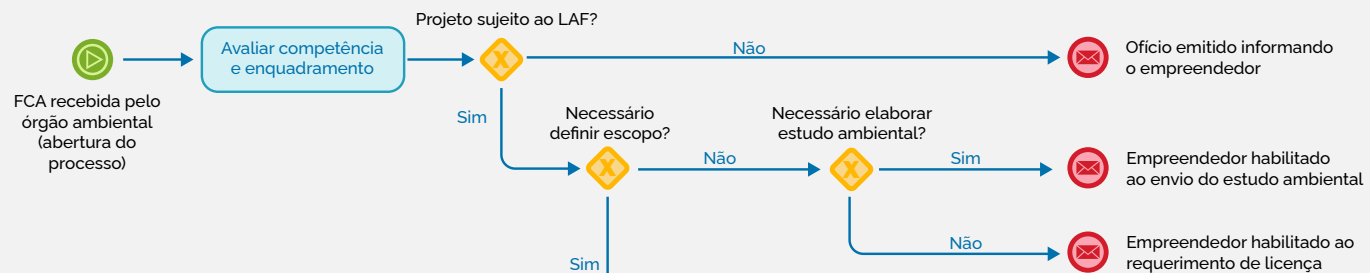 Projeto sujeito ao LAF?
Avaliar competência
e enquadramento
Não
Ofício emitido informando
o empreendedor
FCA recebida pelo
órgão ambiental
(abertura do
processo)
Sim
Necessário
definir escopo?
Necessário elaborar
estudo ambiental?
Não
Sim
Empreendedor habilitado
ao envio do estudo ambiental
Não
Empreendedor habilitado ao
requerimento de licença
Sim